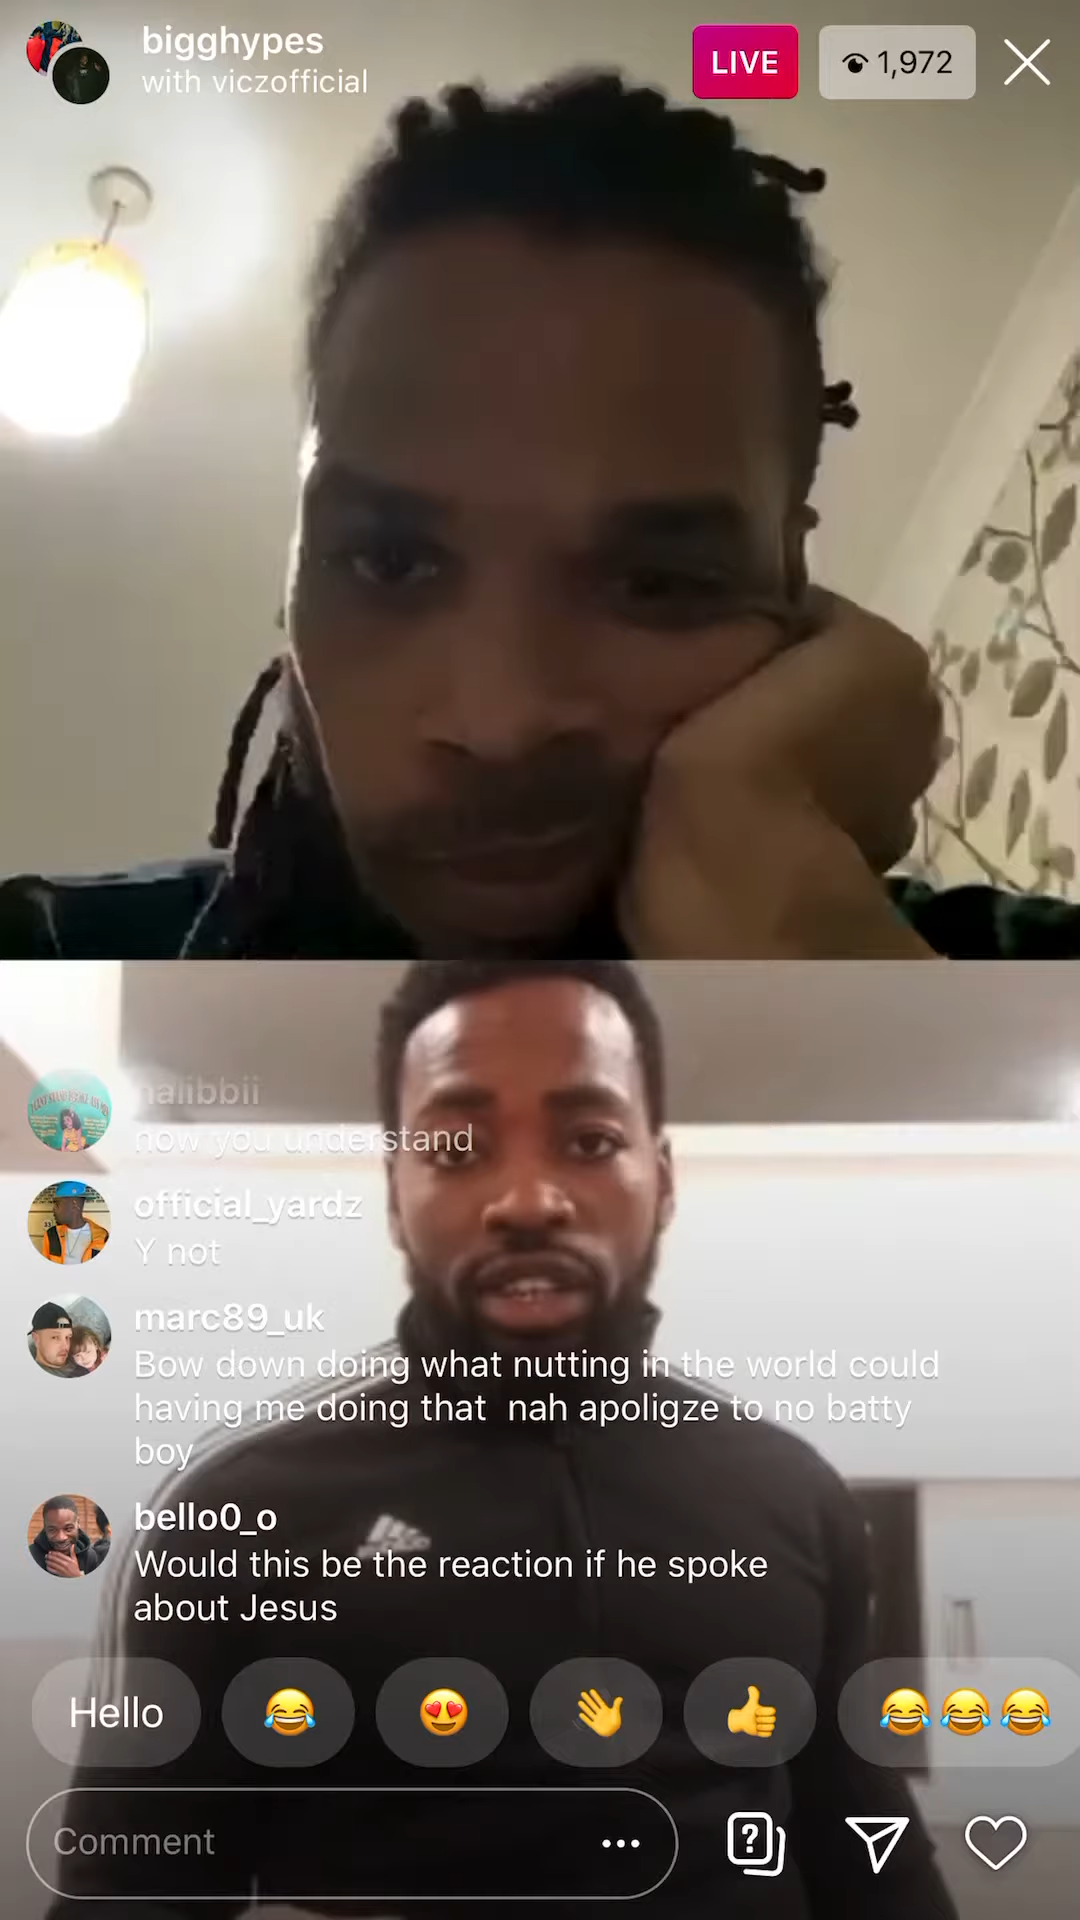 bigghypes
with viczofficial
LIVE
1,972
nalibbii
now you understand
official_yardz
Y not
marc89_uk
Bow down doing what nutting in the world could
having me doing that nah apoligze to no batty
boy
bello0_o
Would this be the reaction if he spoke
about Jesus
Hello
Comment